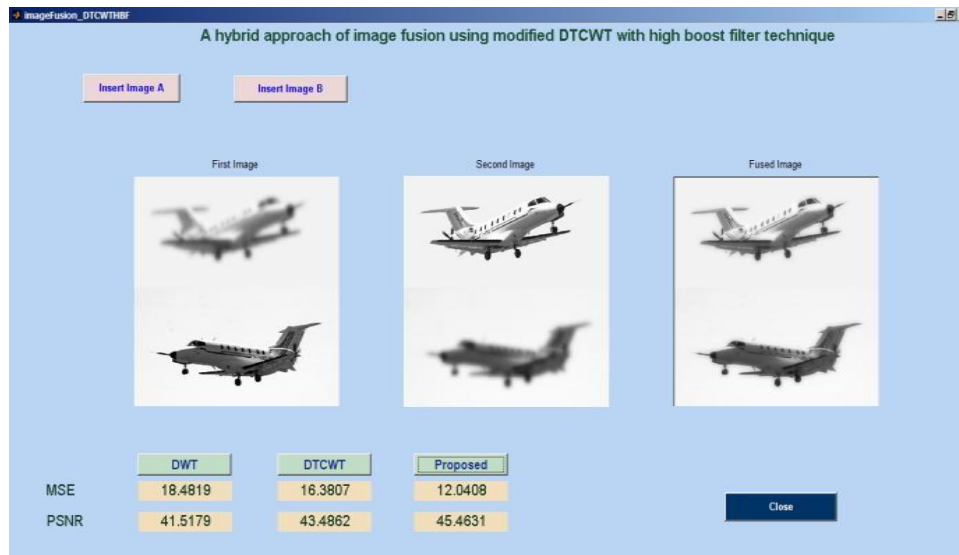 imageFusion_DTCWTHBF
A hybrid approach of image fusion using modified DTCWT with high boost filter technique
Insert Image A Insert Image B
First Image Second Image Fused Image
DWT DTCWT Proposed
MSE 18.4819 16.3807 12.0408
PSNR 41.5179 43.4862 45.4631
Close